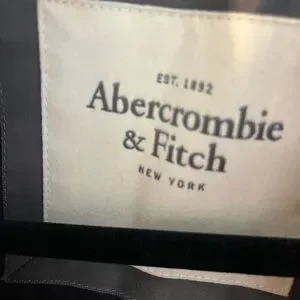 EST. 1892
Abercrombie
& Fitch
NEW YORK